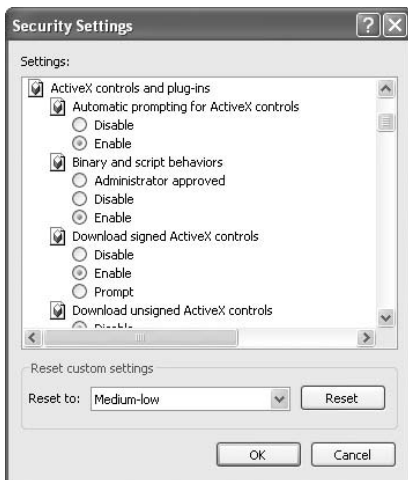 Security Settings
Settings:
ActiveX controls and plug-ins
Automatic prompting for ActiveX controls
Disable
Enable
Binary and script behaviors
Administrator approved
Disable
Enable
Download signed ActiveX controls
Disable
Enable
Prompt
Download unsigned ActiveX controls
Disable
Reset custom settings
Reset to: Medium-low Reset
OK Cancel